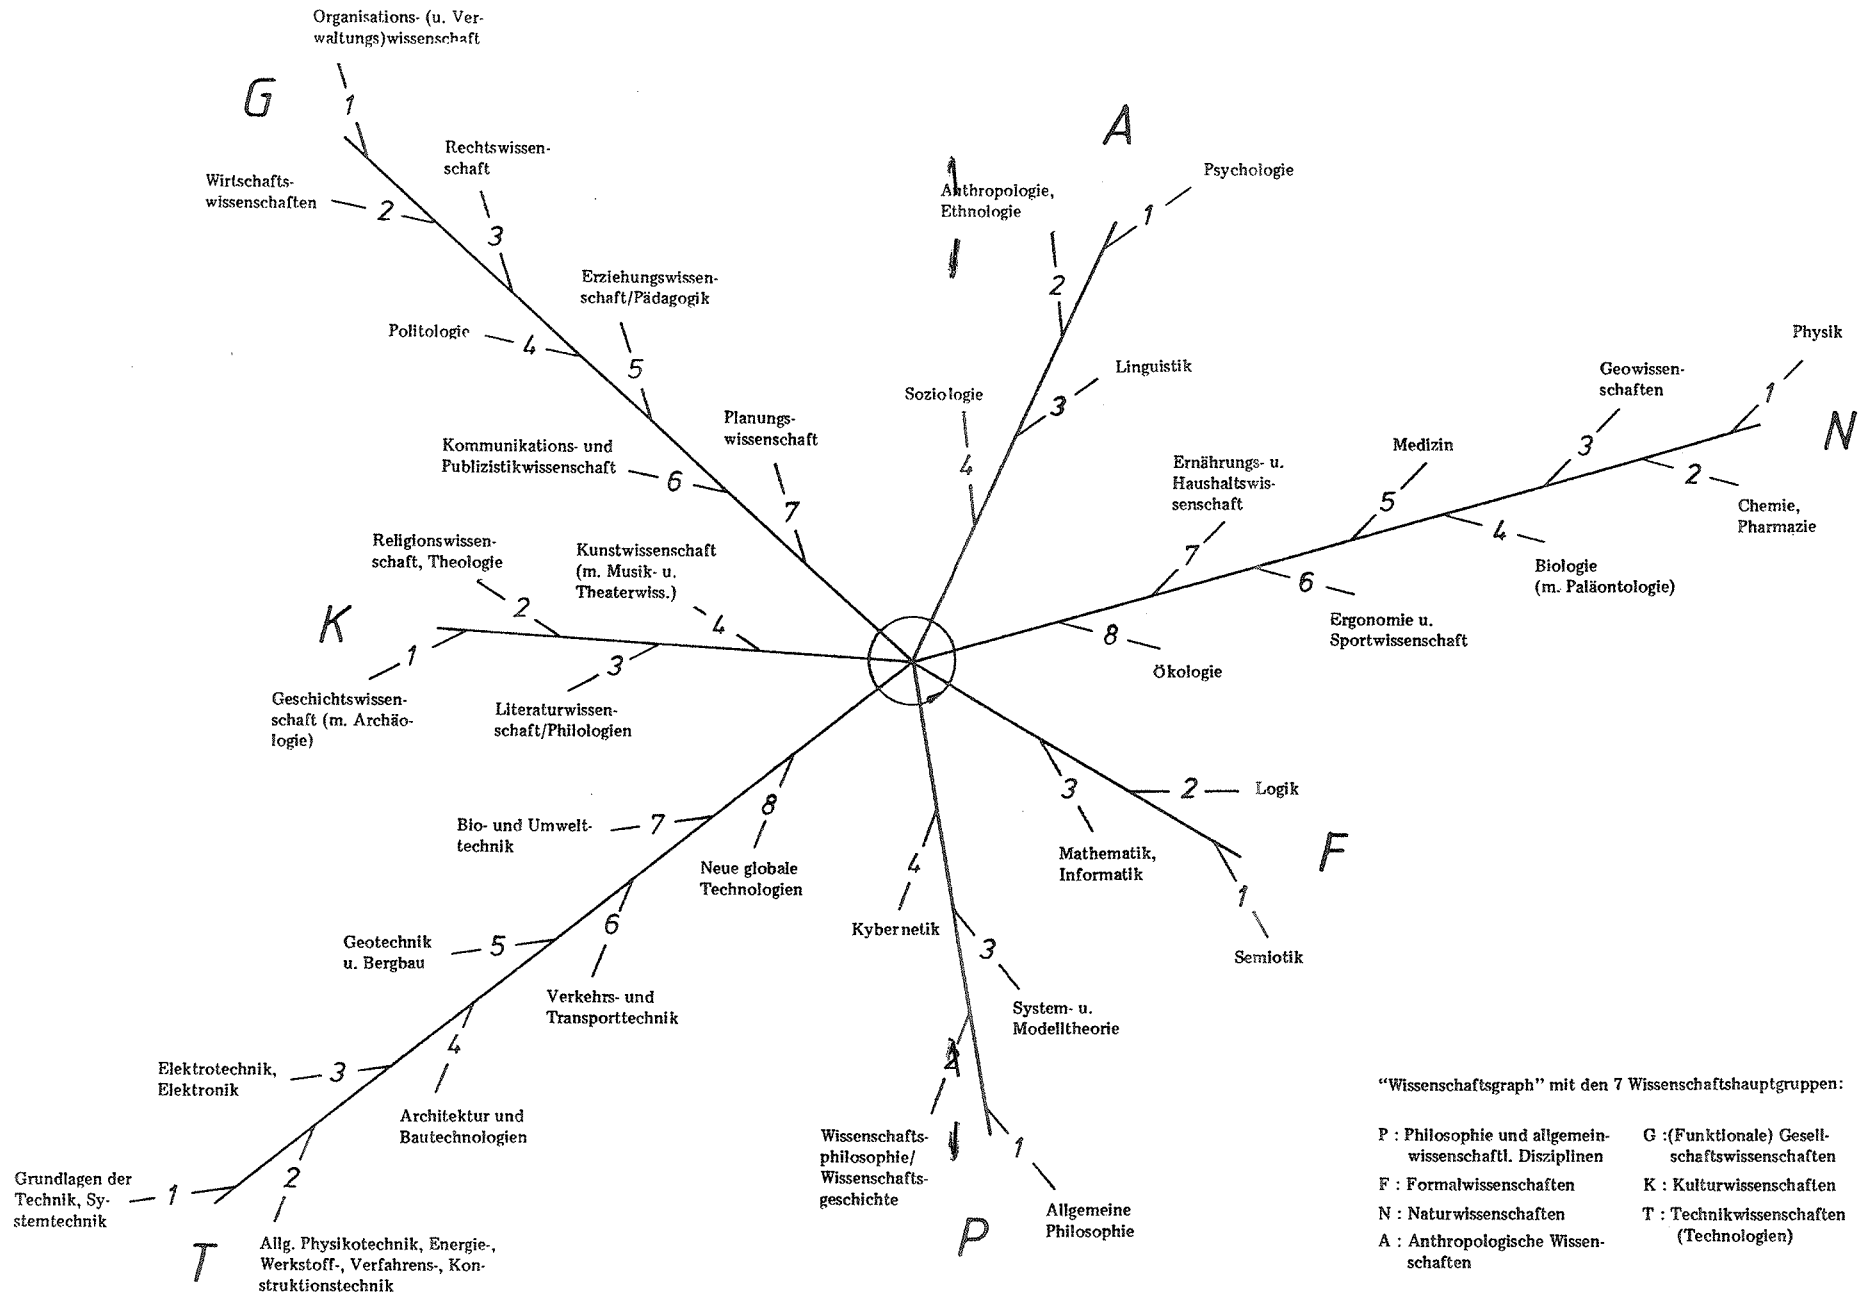 Organisations- (u. Ver-
waltungs)wissenschaft
G
1
Rechtswissen-
schaft
Wirtschafts-
wissenschaften
2
3
Erziehungswissen-
schaft/Pädagogik
Politologie
4
5
Planungs-
wissenschaft
Kommunikations- und
Publizistikwissenschaft
6
7
A
Psychologie
1
Anthropologie,
Ethnologie
2
Linguistik
3
Soziologie
4
Physik
1
N
Geowissen-
schaften
3
2
Chemie,
Pharmazie
Medizin
5
4
Biologie
(m. Paläontologie)
Ernährungs- u.
Haushaltswis-
senschaft
7
6
Ergonomie u.
Sportwissenschaft
8
Ökologie
Religionswissen-
schaft, Theologie
Kunstwissenschaft
(m. Musik- u.
Theaterwiss.)
K
2
4
1
3
Geschichtswissen-
schaft (m. Archäo-
logie)
Literaturwissen-
schaft/Philologien
3
2
Logik
Mathematik,
Informatik
F
1
Semiotik
8
Bio- und Umwelt-
technik
7
Neue globale
Technologien
6
Geotechnik
u. Bergbau
5
Verkehrs- und
Transporttechnik
4
Elektrotechnik,
Elektronik
3
Architektur und
Bautechnologien
Grundlagen der
Technik, Sy-
stemtechnik
1
2
T
Allg. Physikotechnik, Energie-,
Werkstoff-, Verfahrens-, Kon-
struktionstechnik
4
Kybernetik
3
System- u.
Modelltheorie
2
Wissenschafts-
philosophie/
Wissenschafts-
geschichte
1
Allgemeine
Philosophie
P
“Wissenschaftsgraph” mit den 7 Wissenschaftshauptgruppen:
P : Philosophie und allgemein-
wissenschaftl. Disziplinen
F : Formalwissenschaften
N : Naturwissenschaften
A : Anthropologische Wissen-
schaften
G :(Funktionale) Gesell-
schaftswissenschaften
K : Kulturwissenschaften
T : Technikwissenschaften
(Technologien)